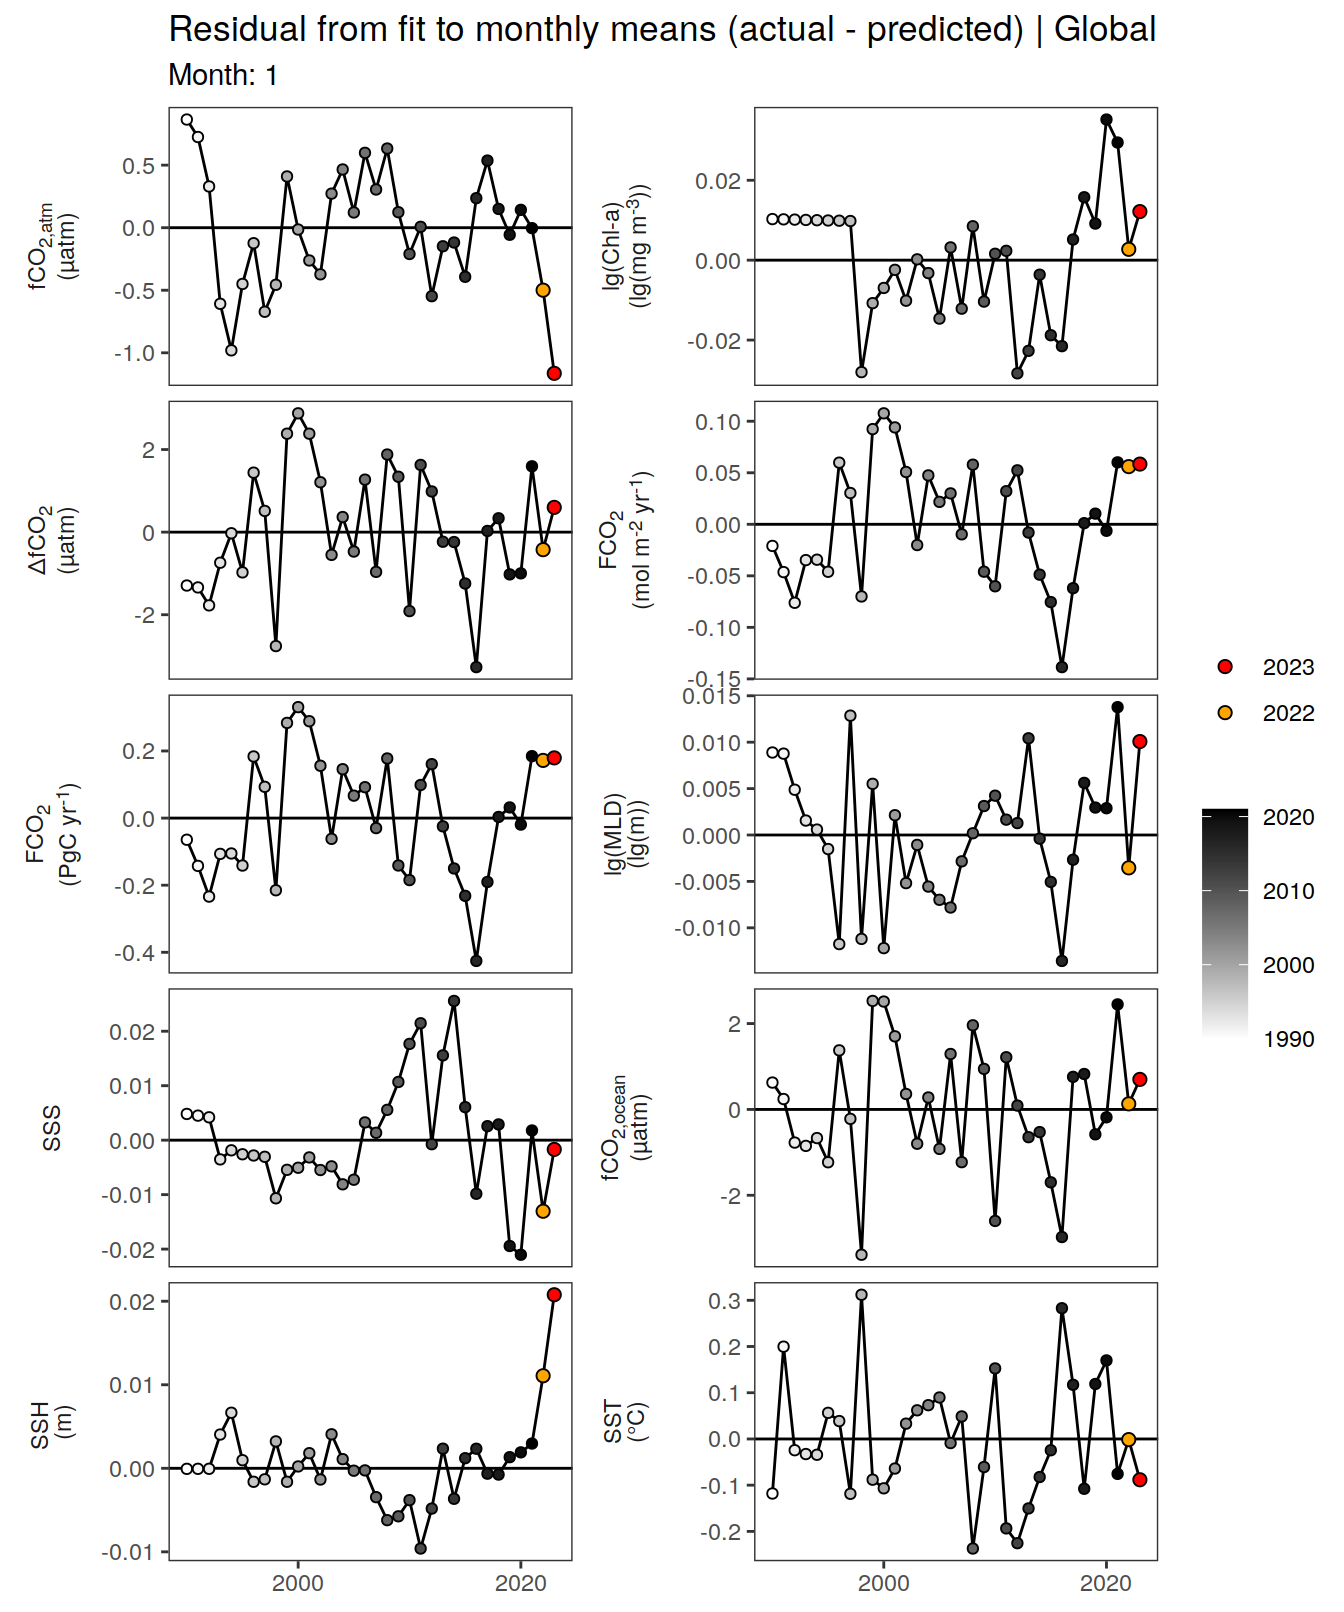 Residual from fit to monthly means (actual - predicted) | Global
Month: 1
fCO2,atm
(µatm)
0.5
0.0
-0.5
-1.0
lg(Chl-a)
(lg(mg m-3))
0.02
0.00
-0.02
ΔfCO2
(µatm)
2
0
-2
FCO2
(mol m-2 yr-1)
0.10
0.05
0.00
-0.05
-0.10
-0.15
FCO2
(PgC yr-1)
0.2
0.0
-0.2
-0.4
lg(MLD)
(lg(m))
0.015
0.010
0.005
0.000
-0.005
-0.010
SSS
0.02
0.01
0.00
-0.01
-0.02
fCO2,ocean
(µatm)
2
0
-2
SSH
(m)
0.02
0.01
0.00
-0.01
2000
2020
SST
(°C)
0.3
0.2
0.1
0.0
-0.1
-0.2
2000
2020
2023
2022
2020
2010
2000
1990